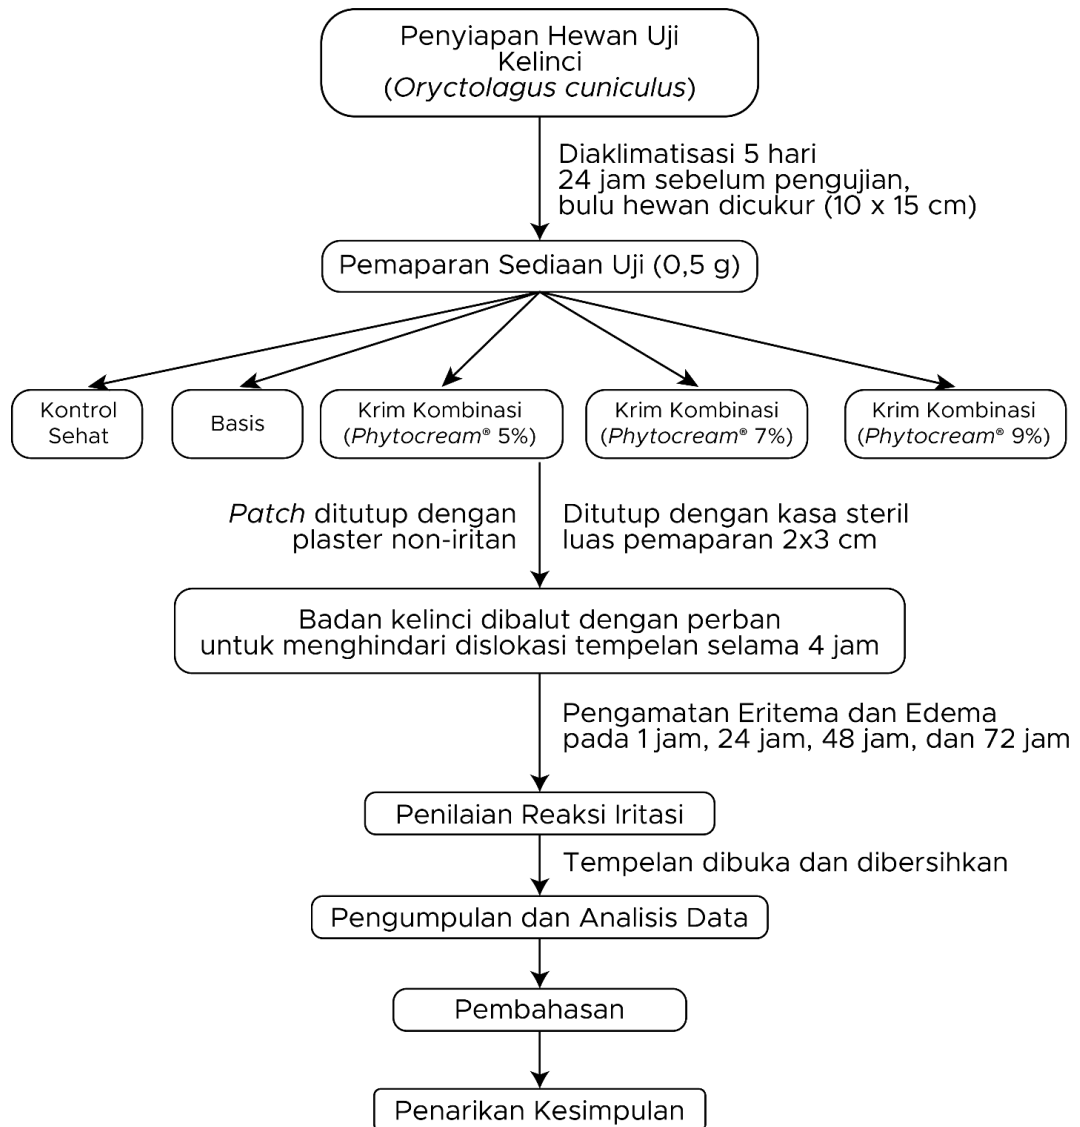 Penyiapan Hewan Uji
Kelinci
(Oryctolagus cuniculus)
Diaklimatisasi 5 hari
24 jam sebelum pengujian,
bulu hewan dicukur (10 x 15 cm)
Pemaparan Sediaan Uji (0,5 g)
Kontrol
Sehat
Basis
Krim Kombinasi
(Phytocream® 5%)
Krim Kombinasi
(Phytocream® 7%)
Krim Kombinasi
(Phytocream® 9%)
Patch ditutup dengan
plaster non-iritan
Ditutup dengan kasa steril
luas pemaparan 2x3 cm
Badan kelinci dibalut dengan perban
untuk menghindari dislokasi tempelan selama 4 jam
Pengamatan Eritema dan Edema
pada 1 jam, 24 jam, 48 jam, dan 72 jam
Penilaian Reaksi Iritasi
Tempelan dibuka dan dibersihkan
Pengumpulan dan Analisis Data
Pembahasan
Penarikan Kesimpulan